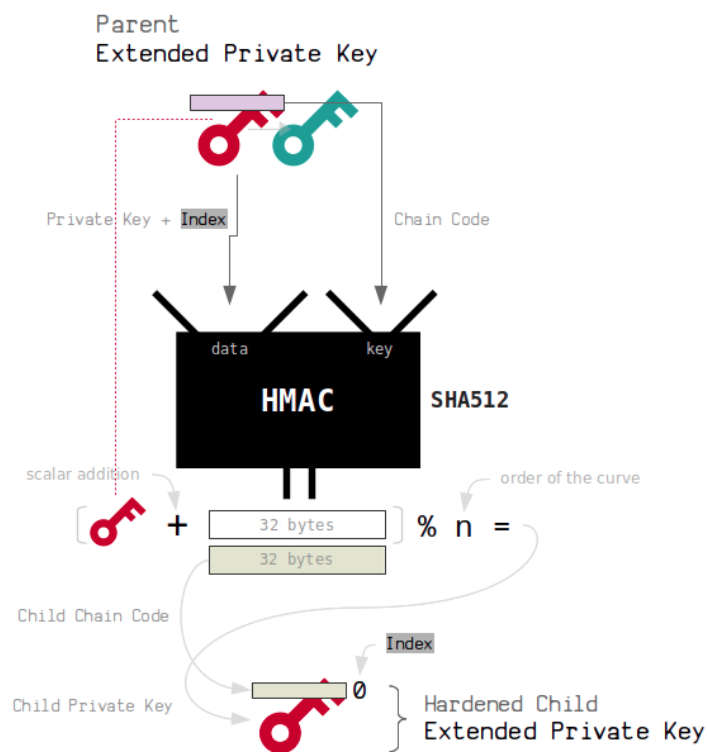 Parent
Extended Private Key
Private Key + Index
Chain Code
data
key
HMAC
SHA512
scalar addition
order of the curve
+
32 bytes
% n =
32 bytes
Child Chain Code
Index
0
Child Private Key
Hardened Child
Extended Private Key